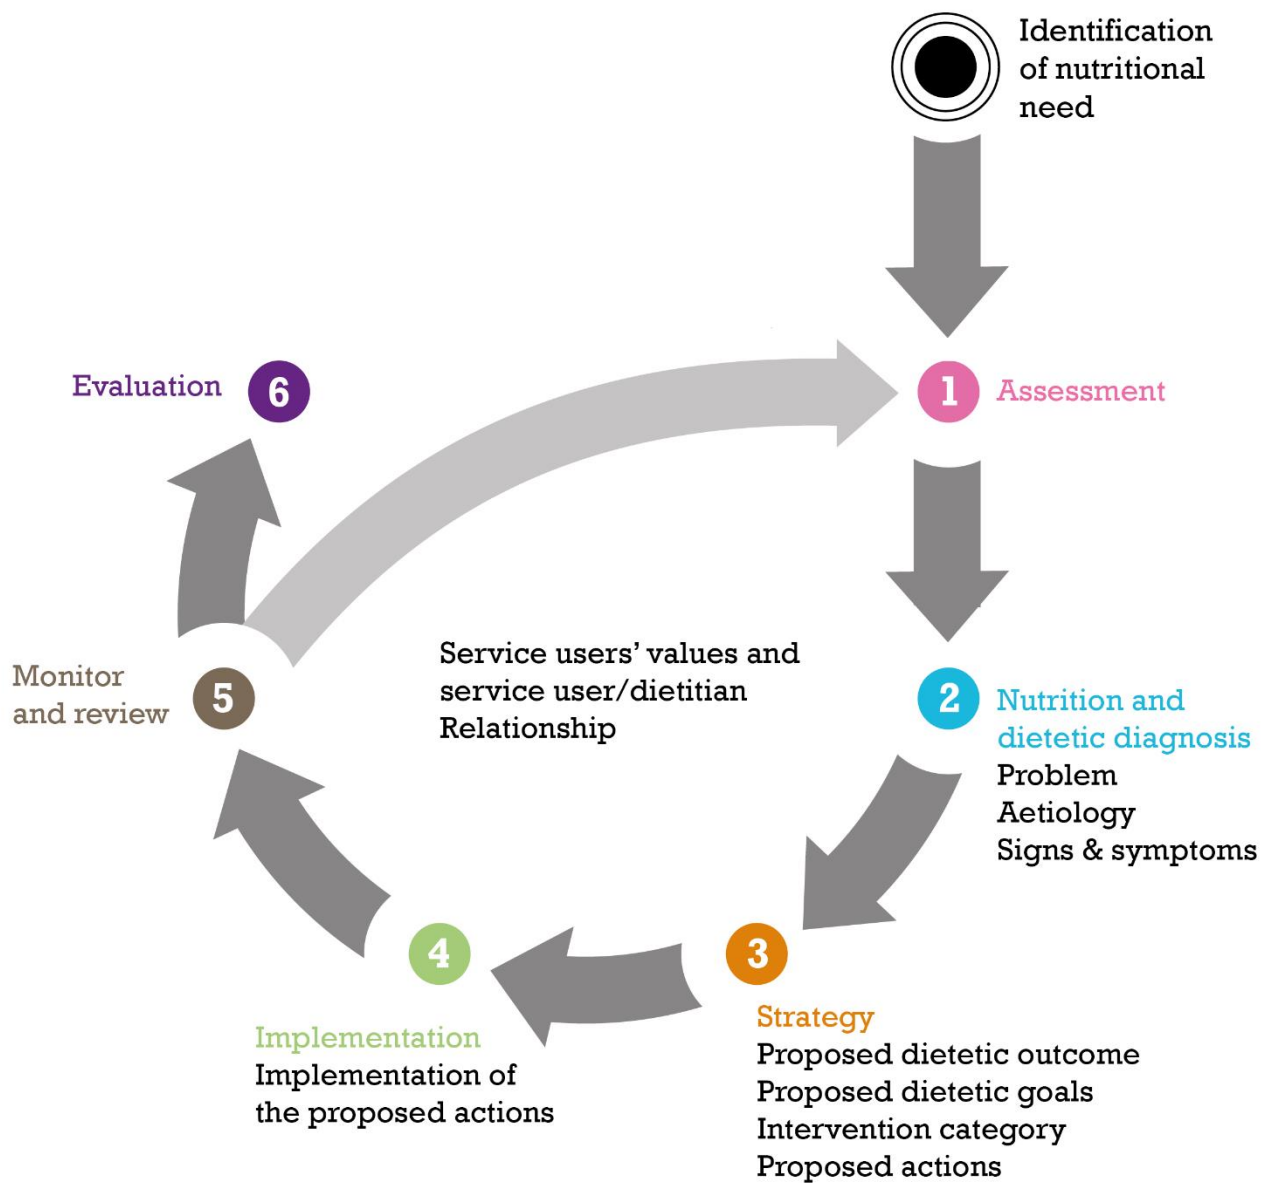 Identification
of nutritional
need
1
Assessment
2
Nutrition and
dietetic diagnosis
Problem
Aetiology
Signs & symptoms
3
Strategy
Proposed dietetic outcome
Proposed dietetic goals
Intervention category
Proposed actions
4
Implementation
Implementation of
the proposed actions
5
Monitor
and review
6
Evaluation
Service users’ values and
service user/dietitian
Relationship